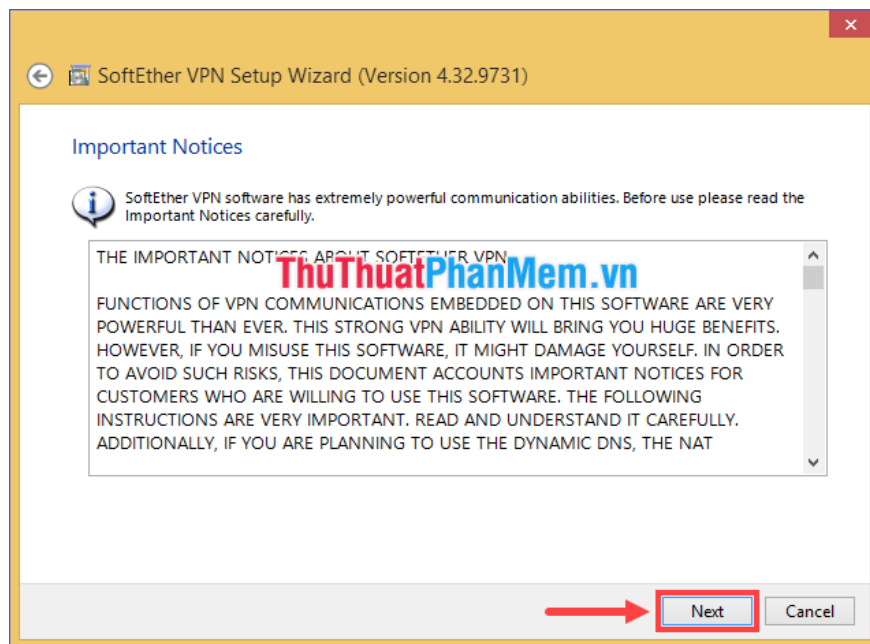 SoftEther VPN Setup Wizard (Version 4.32.9731)
Important Notices
SoftEther VPN software has extremely powerful communication abilities. Before use please read the
Important Notices carefully.
THE IMPORTANT NOTICES ABOUT SOFTETHER VPN
ThuThuatPhanMem.vn
FUNCTIONS OF VPN COMMUNICATIONS EMBEDDED ON THIS SOFTWARE ARE VERY
POWERFUL THAN EVER. THIS STRONG VPN ABILITY WILL BRING YOU HUGE BENEFITS.
HOWEVER, IF YOU MISUSE THIS SOFTWARE, IT MIGHT DAMAGE YOURSELF. IN ORDER
TO AVOID SUCH RISKS, THIS DOCUMENT ACCOUNTS IMPORTANT NOTICES FOR
CUSTOMERS WHO ARE WILLING TO USE THIS SOFTWARE. THE FOLLOWING
INSTRUCTIONS ARE VERY IMPORTANT. READ AND UNDERSTAND IT CAREFULLY.
ADDITIONALLY, IF YOU ARE PLANNING TO USE THE DYNAMIC DNS, THE NAT
Next
Cancel